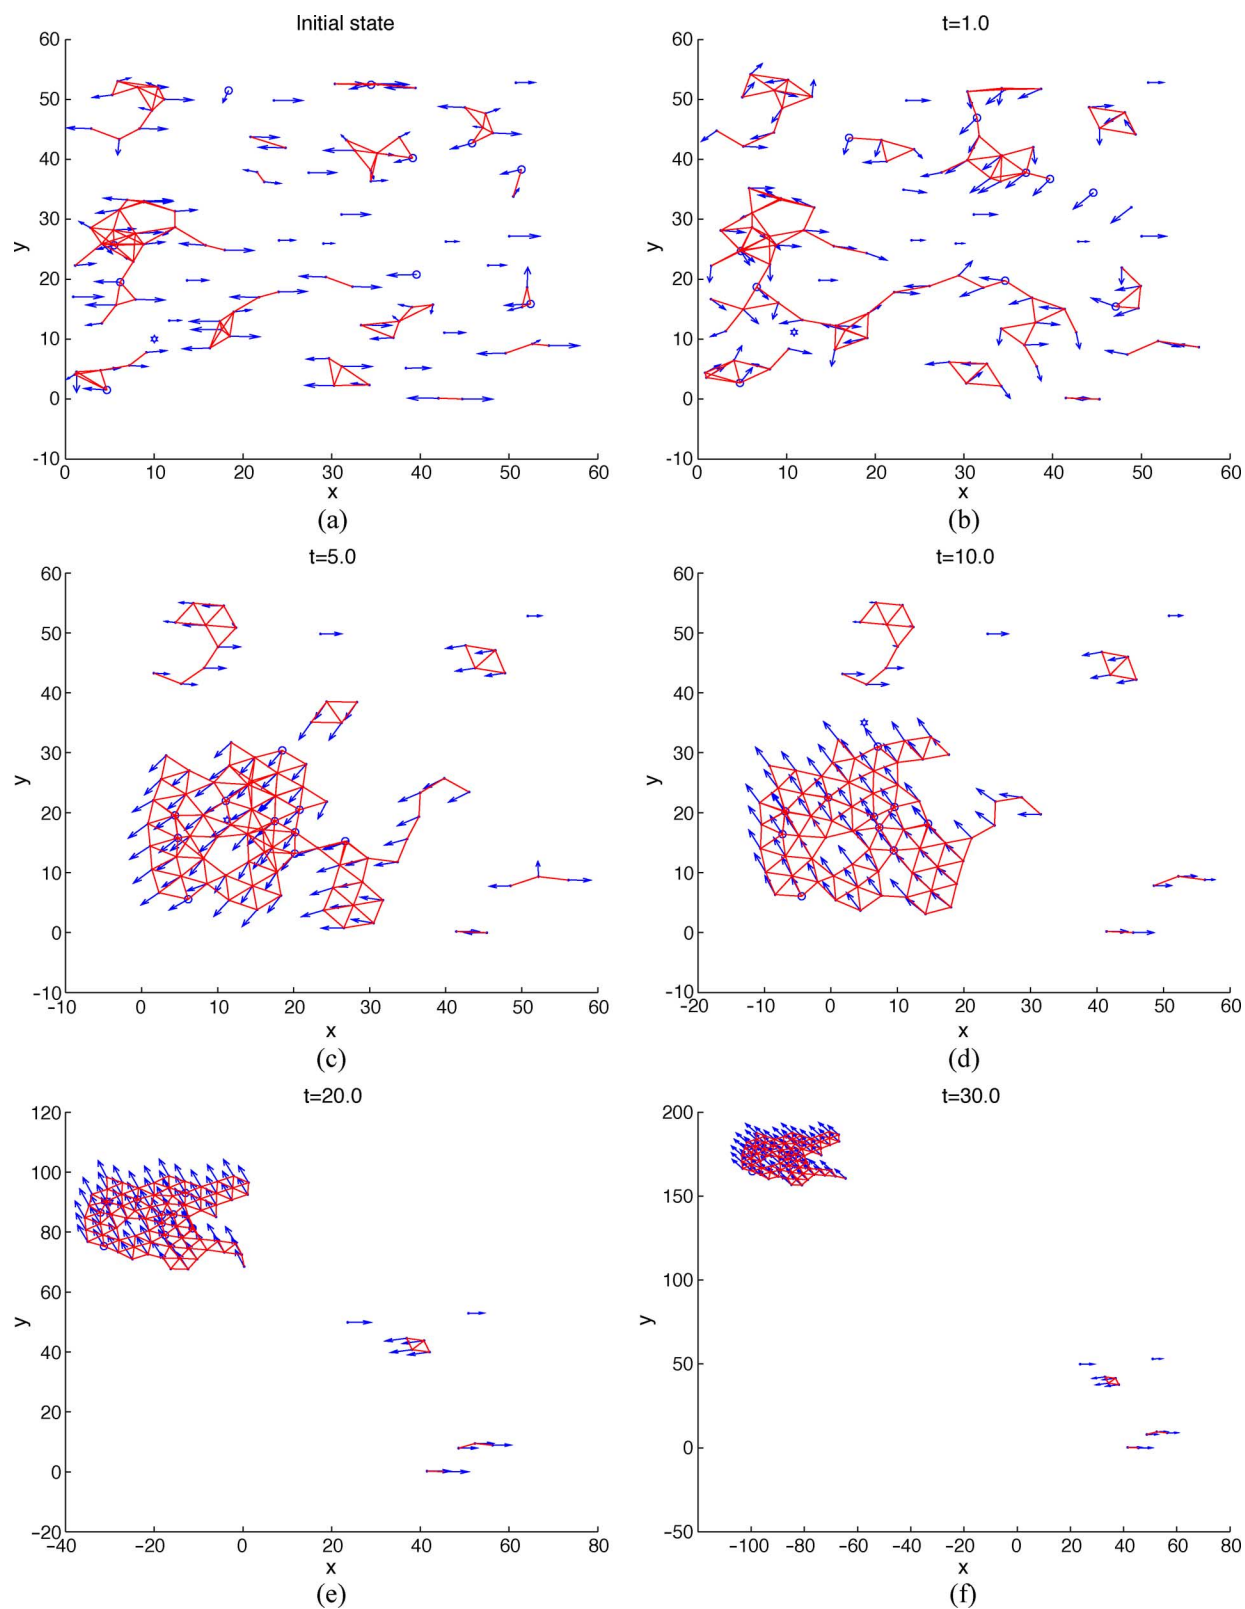 Initial state
60
50
40
30
20
10
0
-10
y
0 10 20 30 40 50 60
x
(a)
t=1.0
60
50
40
30
20
10
0
-10
y
0 10 20 30 40 50 60
x
(b)
t=5.0
60
50
40
30
20
10
0
-10
y
-10 0 10 20 30 40 50 60
x
(c)
t=10.0
60
50
40
30
20
10
0
-10
y
-20 -10 0 10 20 30 40 50 60
x
(d)
t=20.0
120
100
80
60
40
20
0
-20
y
-40 -20 0 20 40 60 80
x
(e)
t=30.0
200
150
100
50
0
-50
y
-100 -80 -60 -40 -20 0 20 40 60 80
x
(f)